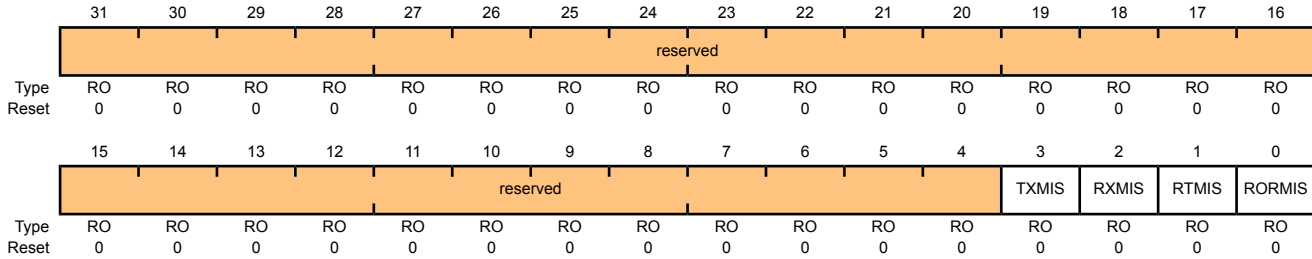 31 30 29 28 27 26 25 24 23 22 21 20 19 18 17 16
reserved
Type RO RO RO RO RO RO RO RO RO RO RO RO RO RO RO RO
Reset 0 0 0 0 0 0 0 0 0 0 0 0 0 0 0 0
15 14 13 12 11 10 9 8 7 6 5 4 3 2 1 0
reserved TXMIS RXMIS RTMIS RORMIS
Type RO RO RO RO RO RO RO RO RO RO RO RO RO RO RO RO
Reset 0 0 0 0 0 0 0 0 0 0 0 0 0 0 0 0